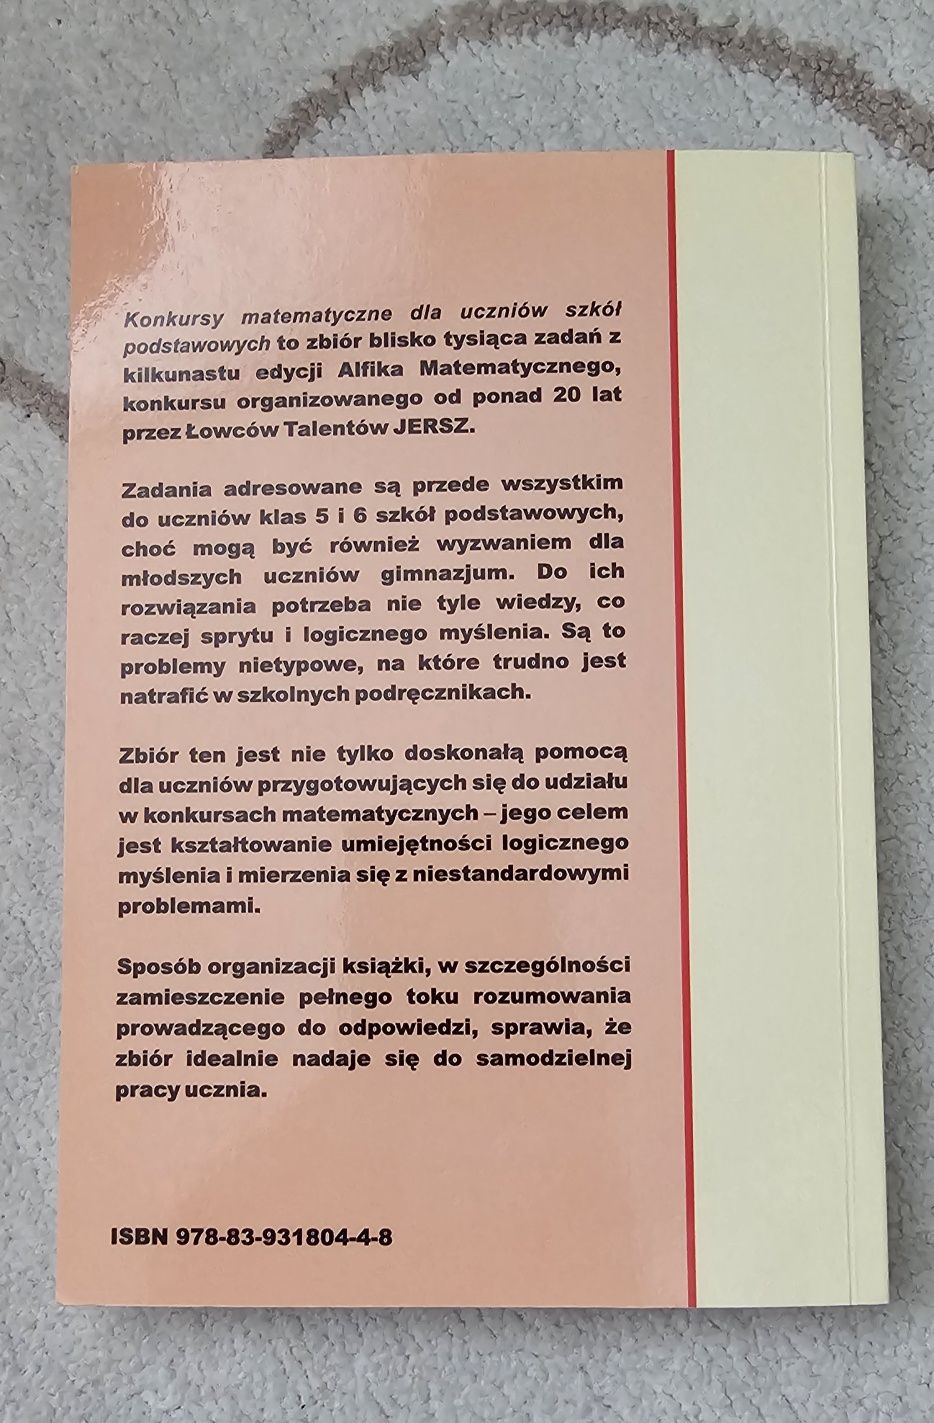 Konkursy matematyczne dla uczniów szkół
podstawowych to zbiór blisko tysiąca zadań z
kilkunastu edycji Alfika Matematycznego,
konkursu organizowanego od ponad 20 lat
przez Łowców Talentów JERSZ.
Zadania adresowane są przede wszystkim
do uczniów klas 5 i 6 szkół podstawowych,
choć mogą być również wyzwaniem dla
młodszych uczniów gimnazjum. Do ich
rozwiązania potrzeba nie tyle wiedzy, co
raczej sprytu i logicznego myślenia. Są to
problemy nietypowe, na które trudno jest
natrafić w szkolnych podręcznikach.
Zbiór ten jest nie tylko doskonałą pomocą
dla uczniów przygotowujących się do udziału
w konkursach matematycznych – jego celem
jest kształtowanie umiejętności logicznego
myślenia i mierzenia się z niestandardowymi
problemami.
Sposób organizacji książki, w szczególności
zamieszczenie pełnego toku rozumowania
prowadzącego do odpowiedzi, sprawia, że
zbiór idealnie nadaje się do samodzielnej
pracy ucznia.
ISBN 978-83-931804-4-8